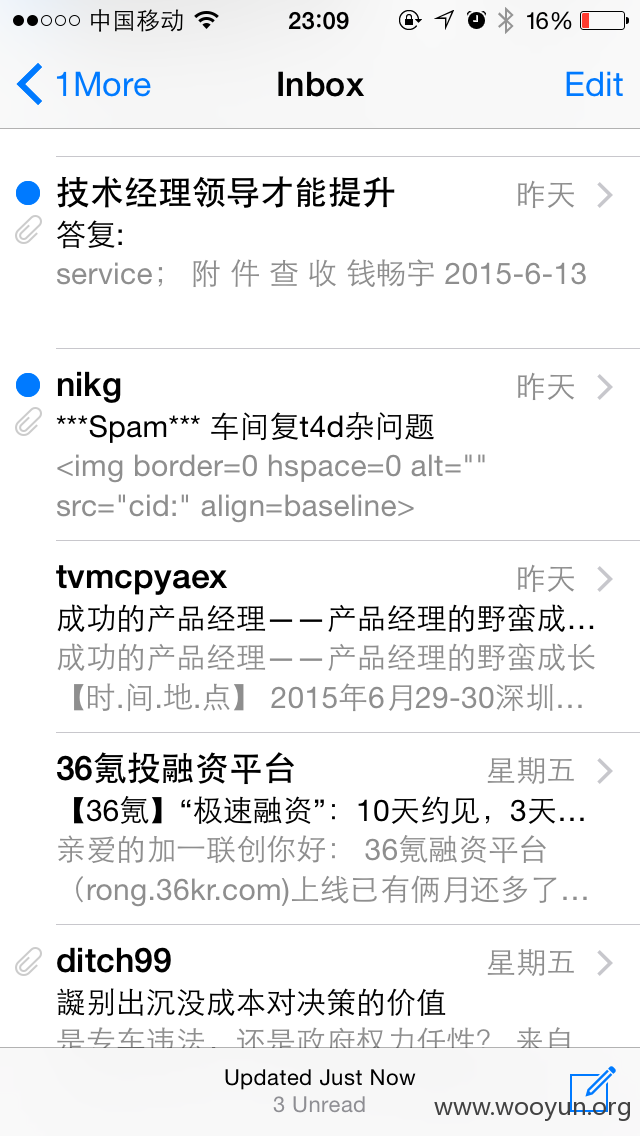 中国移动 23:09 16%
1More Inbox Edit
技术经理领导才能提升 昨天
答复:
service； 附 件 查 收 钱畅宇 2015-6-13
nikg 昨天
***Spam*** 车间复t4d杂问题
<img border=0 hspace=0 alt=""
src="cid:" align=baseline>
tvmcpyaex 昨天
成功的产品经理——产品经理的野蛮成…
成功的产品经理——产品经理的野蛮成长
【时.间.地.点】 2015年6月29-30深圳…
36氪投融资平台 星期五
【36氪】“极速融资”：10天约见，3天…
亲爱的加一联创你好： 36氪融资平台
（rong.36kr.com)上线已有俩月还多了…
ditch99 星期五
譺别出沉没成本对决策的价值
是专车违法，还是政府权力任性？ 来自
Updated Just Now
3 Unread
www.wooyun.org